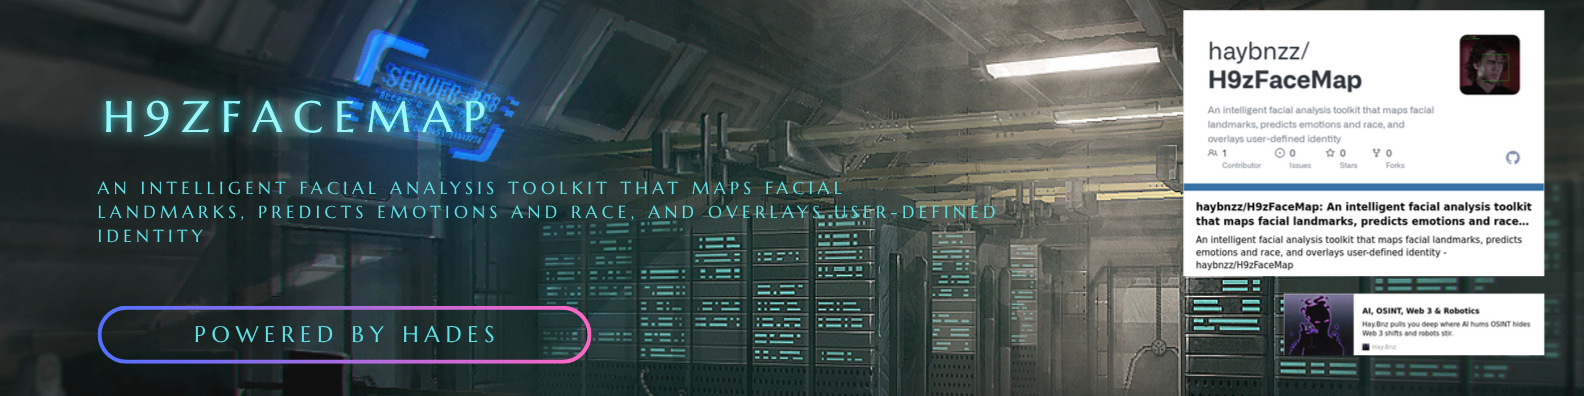 SERVER
H9ZFACEMAP
AN INTELLIGENT FACIAL ANALYSIS TOOLKIT THAT MAPS FACIAL
LANDMARKS, PREDICTS EMOTIONS AND RACE, AND OVERLAYS USER-DEFINED
IDENTITY
POWERED BY HADES
haybnzz/
H9zFaceMap
An intelligent facial analysis toolkit that maps facial
landmarks, predicts emotions and race, and
overlays user-defined identity
1
Contributor
0
Issues
0
Stars
0
Forks
haybnzz/H9zFaceMap: An intelligent facial analysis toolkit
that maps facial landmarks, predicts emotions and race...
An intelligent facial analysis toolkit that maps facial landmarks, predicts
emotions and race, and overlays user-defined identity -
haybnzz/H9zFaceMap
AI, OSINT, Web 3 & Robotics
Hay.Bnz pulls you deep where AI hums OSINT hides
Web 3 shifts and robots stir.
Hay.Bnz